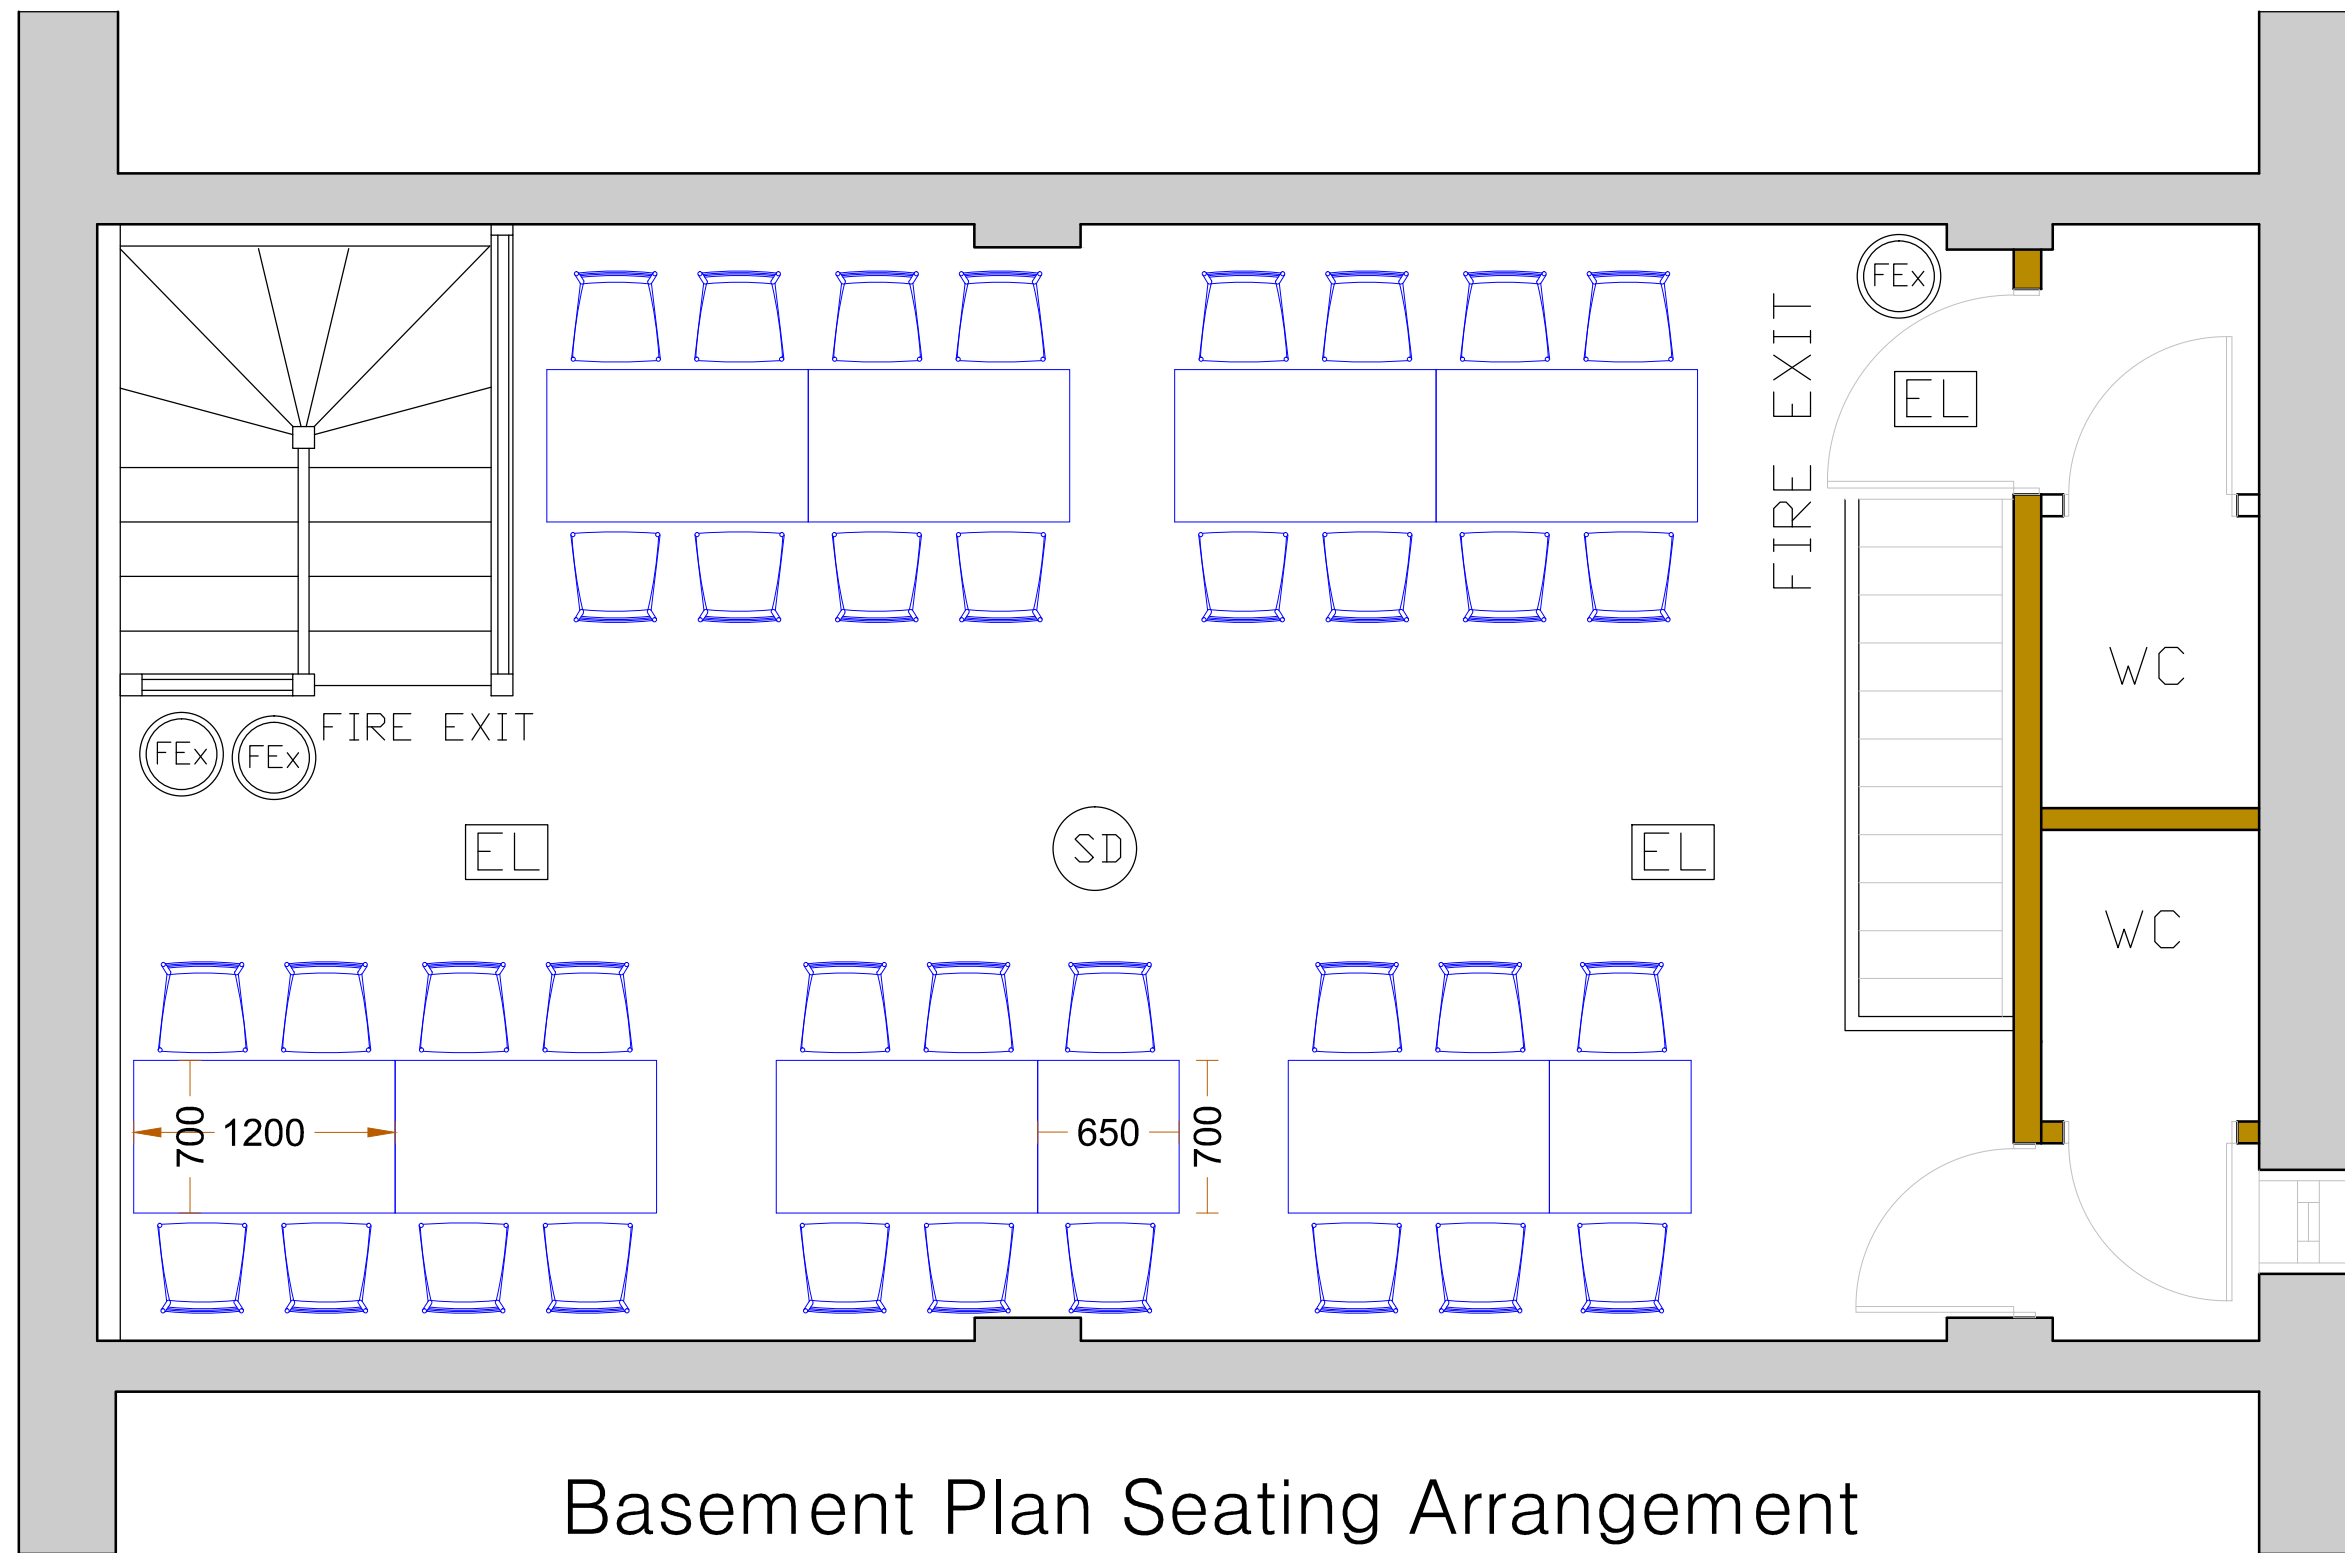 FEx
FIRE EXIT
EL
WC
FIRE EXIT
FEx
FEx
EL
SD
EL
WC
700
1200
650
700
Basement Plan Seating Arrangement